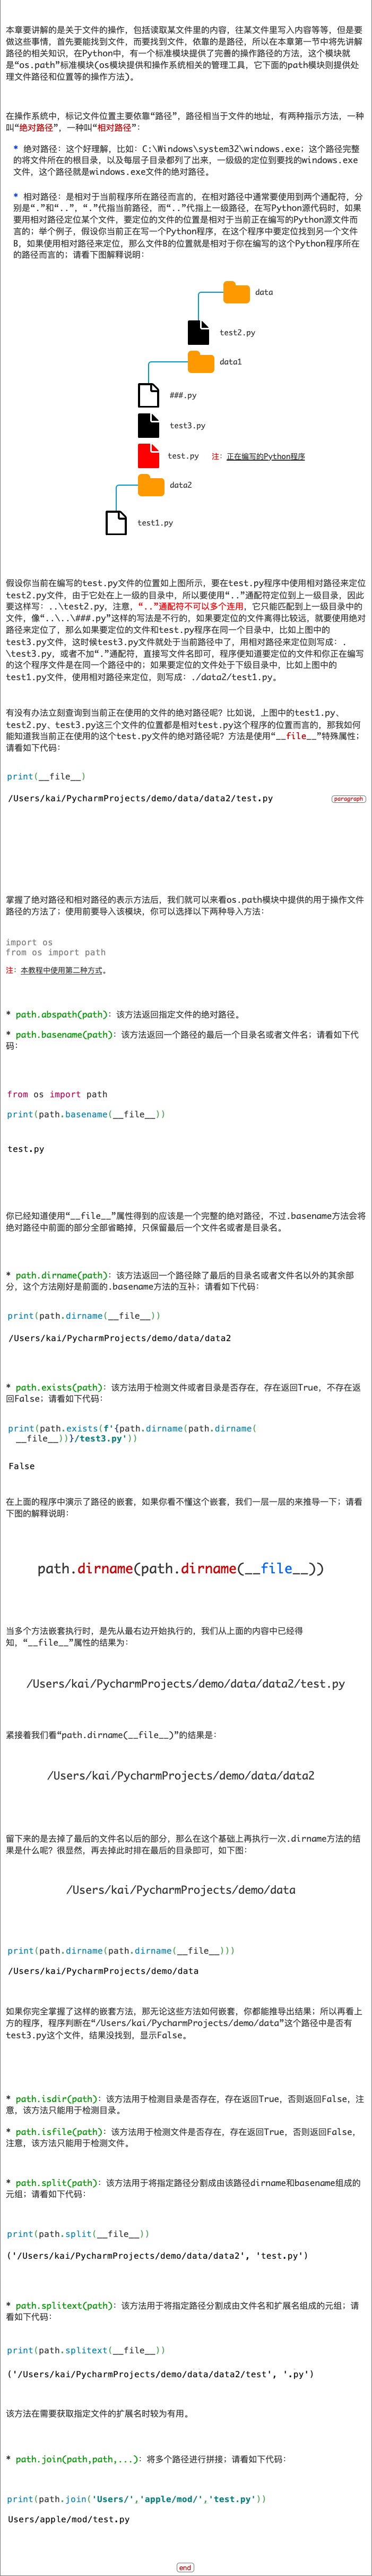 本章要讲解的是关于文件的操作，包括读取某文件里的内容，往某文件里写入内容等等，但是要
做这些事情，首先要能找到文件，而要找到文件，依靠的是路径，所以在本章第一节中将先讲解
路径的相关知识，在Python中，有一个标准模块提供了完善的操作路径的方法，这个模块就
是“os.path”标准模块(os模块提供和操作系统相关的管理工具，它下面的path模块则提供处
理文件路径和位置等的操作方法)。
在操作系统中，标记文件位置主要依靠“路径”，路径相当于文件的地址，有两种指示方法，一种
叫“绝对路径”，一种叫“相对路径”：
* 绝对路径：这个好理解，比如：C:\Windows\system32\windows.exe；这个路径完整
的将文件所在的根目录，以及每层子目录都列了出来，一级级的定位到要找的windows.exe
文件，这个路径就是windows.exe文件的绝对路径。
* 相对路径：是相对于当前程序所在路径而言的，在相对路径中通常要使用到两个通配符，分
别是“.”和“..”，“.”代指当前路径，而“..”代指上一级路径，在写Python源代码时，如果
要用相对路径定位某个文件，要定位的文件的位置是相对于当前正在编写的Python源文件而
言的；举个例子，假设你当前正在写一个Python程序，在这个程序中要定位找到另一个文件
B，如果使用相对路径来定位，那么文件B的位置就是相对于你在编写的这个Python程序所在
的路径而言的；请看下图解释说明：
data
test2.py
data1
###.py
test3.py
test.py 注：正在编写的Python程序
data2
test1.py
假设你当前在编写的test.py文件的位置如上图所示，要在test.py程序中使用相对路径来定位
test2.py文件，由于它处在上一级的目录中，所以要使用“..”通配符定位到上一级目录，因此
要这样写：..\test2.py，注意，“..”通配符不可以多个连用，它只能匹配到上一级目录中的
文件，像“..\..\###.py”这样的写法是不行的，如果要定位的文件离得比较远，就要使用绝对
路径来定位了，那么如果要定位的文件和test.py程序在同一个目录中，比如上图中的
test3.py文件，这时候test3.py文件就处于当前路径中了，用相对路径来定位则写成：.
\test3.py，或者不加“.”通配符，直接写文件名即可，程序便知道要定位的文件和你正在编写
的这个程序文件是在同一个路径中的；如果要定位的文件处于下级目录中，比如上图中的
test1.py文件，使用相对路径来定位，则写成：./data2/test1.py。
有没有办法立刻查询到当前正在使用的文件的绝对路径呢？比如说，上图中的test1.py、
test2.py、test3.py这三个文件的位置都是相对test.py这个程序的位置而言的，那我如何
能知道我当前正在使用的这个test.py文件的绝对路径呢？方法是使用“__file__”特殊属性；
请看如下代码：
print(__file__)
/Users/kai/PycharmProjects/demo/data/data2/test.py
paragraph
掌握了绝对路径和相对路径的表示方法后，我们就可以来看os.path模块中提供的用于操作文件
路径的方法了；使用前要导入该模块，你可以选择以下两种导入方法：
import os
from os import path
注：本教程中使用第二种方式。
* path.abspath(path)：该方法返回指定文件的绝对路径。
* path.basename(path)：该方法返回一个路径的最后一个目录名或者文件名；请看如下代
码：
from os import path
print(path.basename(__file__))
test.py
你已经知道使用“__file__”属性得到的应该是一个完整的绝对路径，不过.basename方法会将
绝对路径中前面的部分全部省略掉，只保留最后一个文件名或者是目录名。
* path.dirname(path)：该方法返回一个路径除了最后的目录名或者文件名以外的其余部
分，这个方法刚好是前面的.basename方法的互补；请看如下代码：
print(path.dirname(__file__))
/Users/kai/PycharmProjects/demo/data/data2
* path.exists(path)：该方法用于检测文件或者目录是否存在，存在返回True，不存在返
回False；请看如下代码：
print(path.exists(f'{path.dirname(path.dirname(
__file__))}/test3.py'))
False
在上面的程序中演示了路径的嵌套，如果你看不懂这个嵌套，我们一层一层的来推导一下；请看
下图的解释说明：
path.dirname(path.dirname(__file__))
当多个方法嵌套执行时，是先从最右边开始执行的，我们从上面的内容中已经得
知，“__file__”属性的结果为：
/Users/kai/PycharmProjects/demo/data/data2/test.py
紧接着我们看“path.dirname(__file__)”的结果是：
/Users/kai/PycharmProjects/demo/data/data2
留下来的是去掉了最后的文件名以后的部分，那么在这个基础上再执行一次.dirname方法的结
果是什么呢？很显然，再去掉此时排在最后的目录即可，如下图：
/Users/kai/PycharmProjects/demo/data
print(path.dirname(path.dirname(__file__)))
/Users/kai/PycharmProjects/demo/data
如果你完全掌握了这样的嵌套方法，那无论这些方法如何嵌套，你都能推导出结果；所以再看上
方的程序，程序判断在“/Users/kai/PycharmProjects/demo/data”这个路径中是否有
test3.py这个文件，结果没找到，显示False。
* path.isdir(path)：该方法用于检测目录是否存在，存在返回True，否则返回False，注
意，该方法只能用于检测目录。
* path.isfile(path)：该方法用于检测文件是否存在，存在返回True，否则返回False，
注意，该方法只能用于检测文件。
* path.split(path)：该方法用于将指定路径分割成由该路径dirname和basename组成的
元组；请看如下代码：
print(path.split(__file__))
('/Users/kai/PycharmProjects/demo/data/data2', 'test.py')
* path.splitext(path)：该方法用于将指定路径分割成由文件名和扩展名组成的元组；请
看如下代码：
print(path.splitext(__file__))
('/Users/kai/PycharmProjects/demo/data/data2/test', '.py')
该方法在需要获取指定文件的扩展名时较为有用。
* path.join(path,path,...)：将多个路径进行拼接；请看如下代码：
print(path.join('Users/','apple/mod/','test.py'))
Users/apple/mod/test.py
end